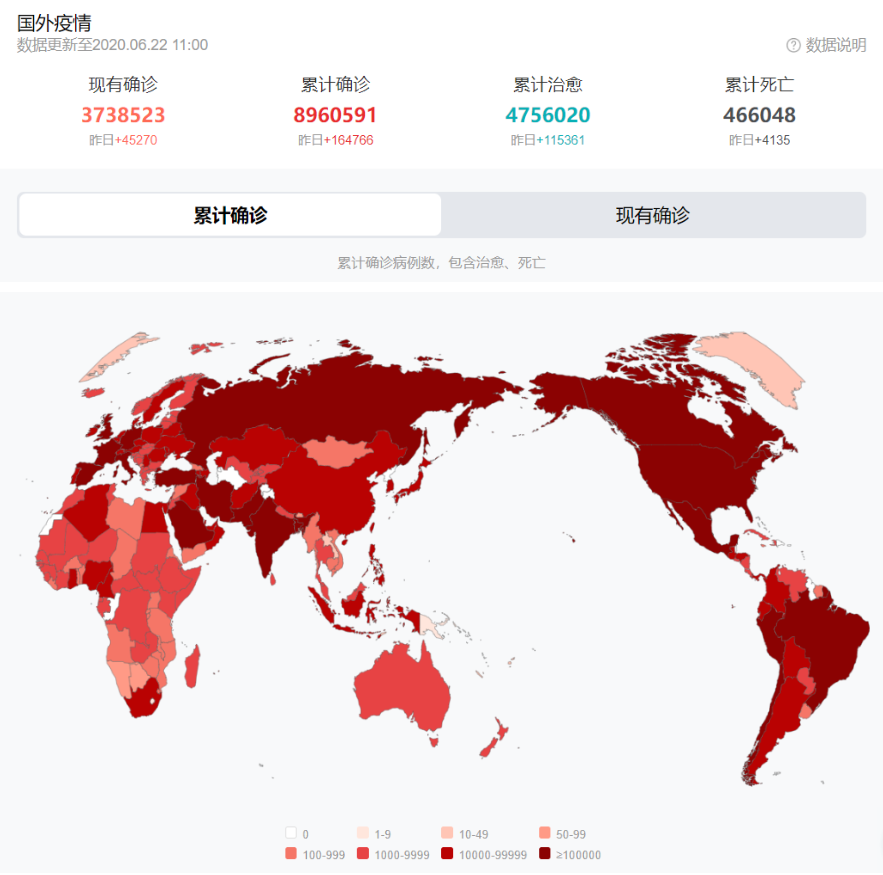 国外疫情
数据更新至2020.06.22 11:00
? 数据说明
现有确诊 累计确诊 累计治愈 累计死亡
3738523 8960591 4756020 466048
昨日+45270 昨日+164766 昨日+115361 昨日+4135
累计确诊 现有确诊
累计确诊病例数，包含治愈、死亡
0 1-9 10-49 50-99
100-999 1000-9999 10000-99999 ≥100000